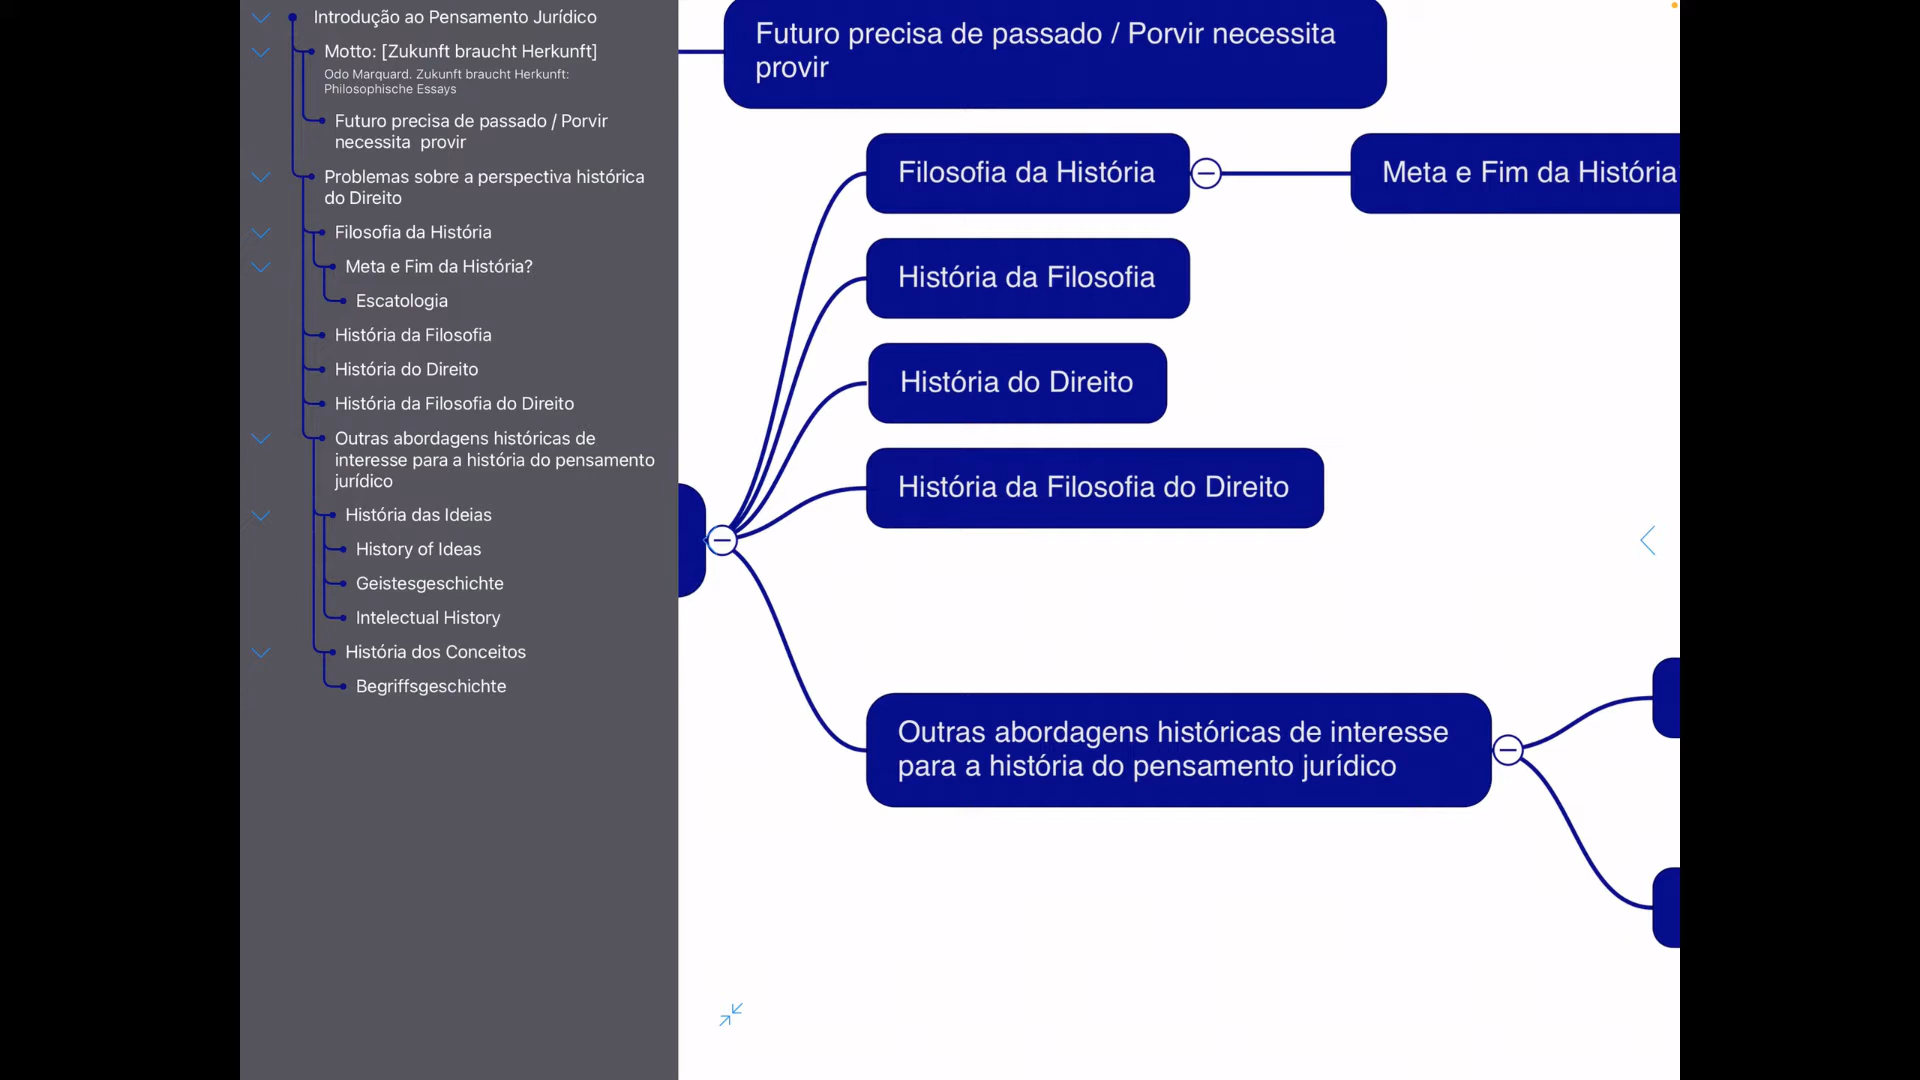 Introdução ao Pensamento Jurídico
Motto: [Zukunft braucht Herkunft]
Odo Marquard. Zukunft braucht Herkunft:
Philosophische Essays
Futuro precisa de passado / Porvir
necessita  provir
Problemas sobre a perspectiva histórica
do Direito
Filosofia da História
Meta e Fim da História?
Escatologia
História da Filosofia
História do Direito
História da Filosofia do Direito
Outras abordagens históricas de
interesse para a história do pensamento
jurídico
História das Ideias
History of Ideas
Geistesgeschichte
Intelectual History
História dos Conceitos
Begriffsgeschichte
Futuro precisa de passado / Porvir necessita
provir
Filosofia da História
Meta e Fim da História
História da Filosofia
História do Direito
História da Filosofia do Direito
Outras abordagens históricas de interesse
para a história do pensamento jurídico